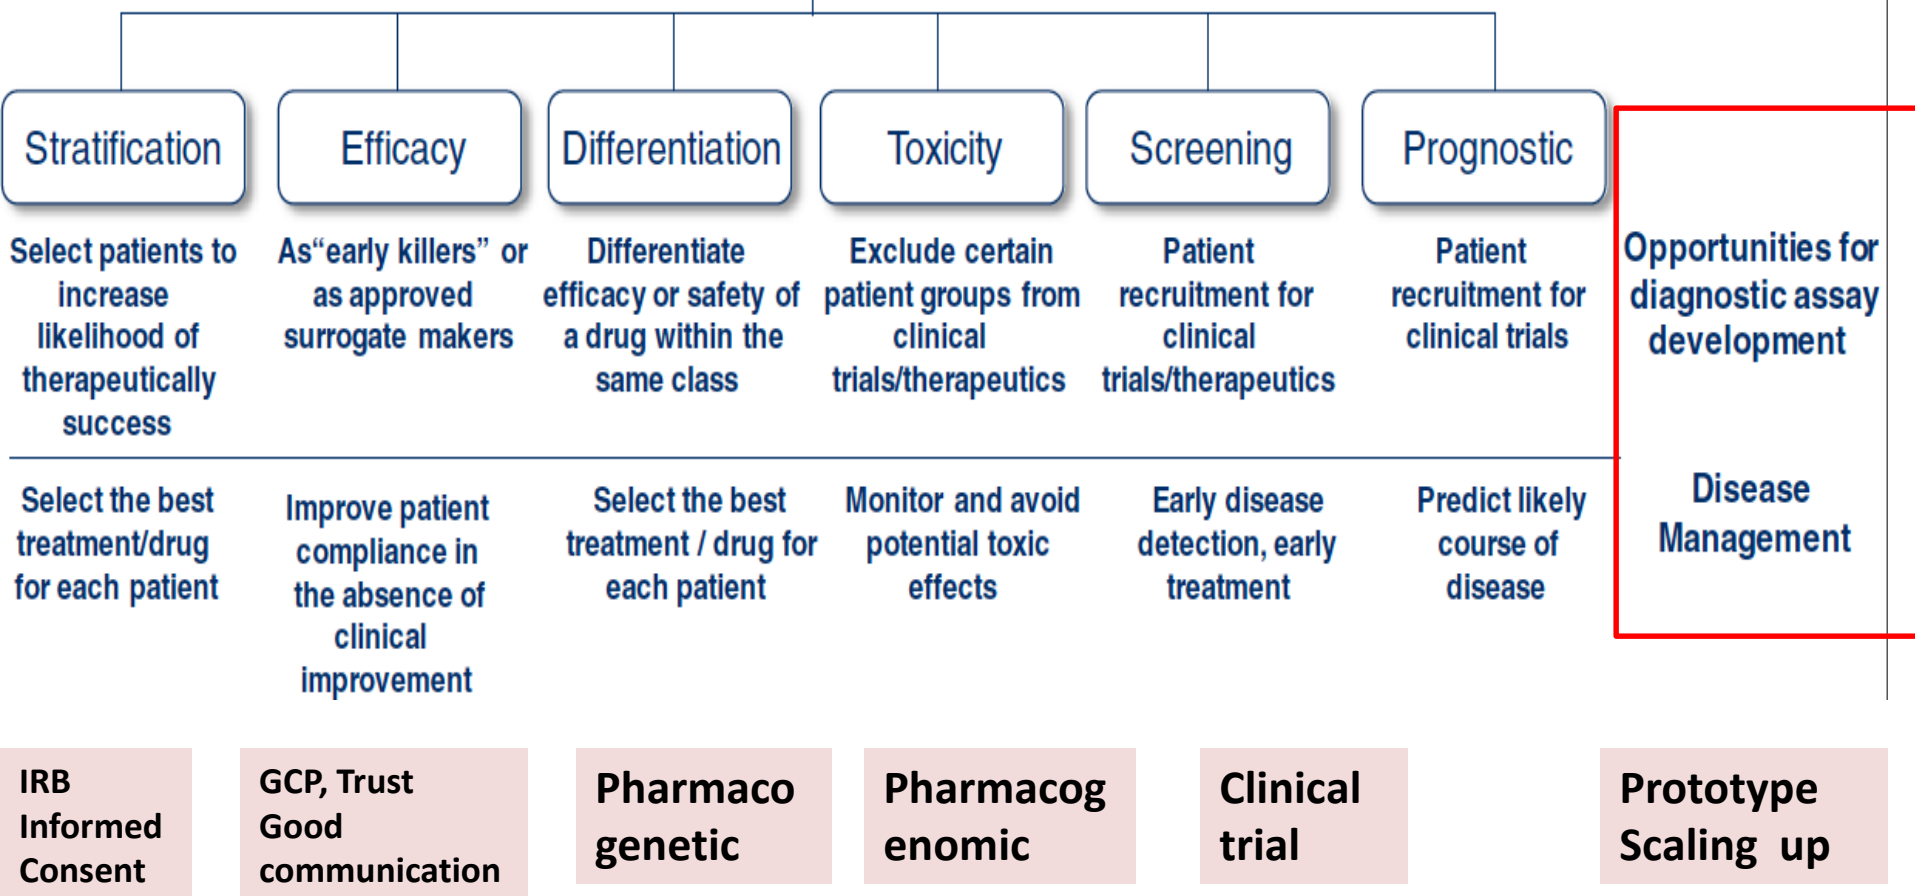 Stratification
Efficacy
Differentiation
Toxicity
Screening
Prognostic
Select patients to
increase
likelihood of
therapeutically
success
As“early killers” or
as approved
surrogate makers
Differentiate
efficacy or safety of
a drug within the
same class
Exclude certain
patient groups from
clinical
trials/therapeutics
Patient
recruitment for
clinical
trials/therapeutics
Patient
recruitment for
clinical trials
Opportunities for
diagnostic assay
development
Select the best
treatment/drug
for each patient
Improve patient
compliance in
the absence of
clinical
improvement
Select the best
treatment / drug for
each patient
Monitor and avoid
potential toxic
effects
Early disease
detection, early
treatment
Predict likely
course of
disease
Disease
Management
IRB
Informed
Consent
GCP, Trust
Good
communication
Pharmaco
genetic
Pharmacog
enomic
Clinical
trial
Prototype
Scaling up